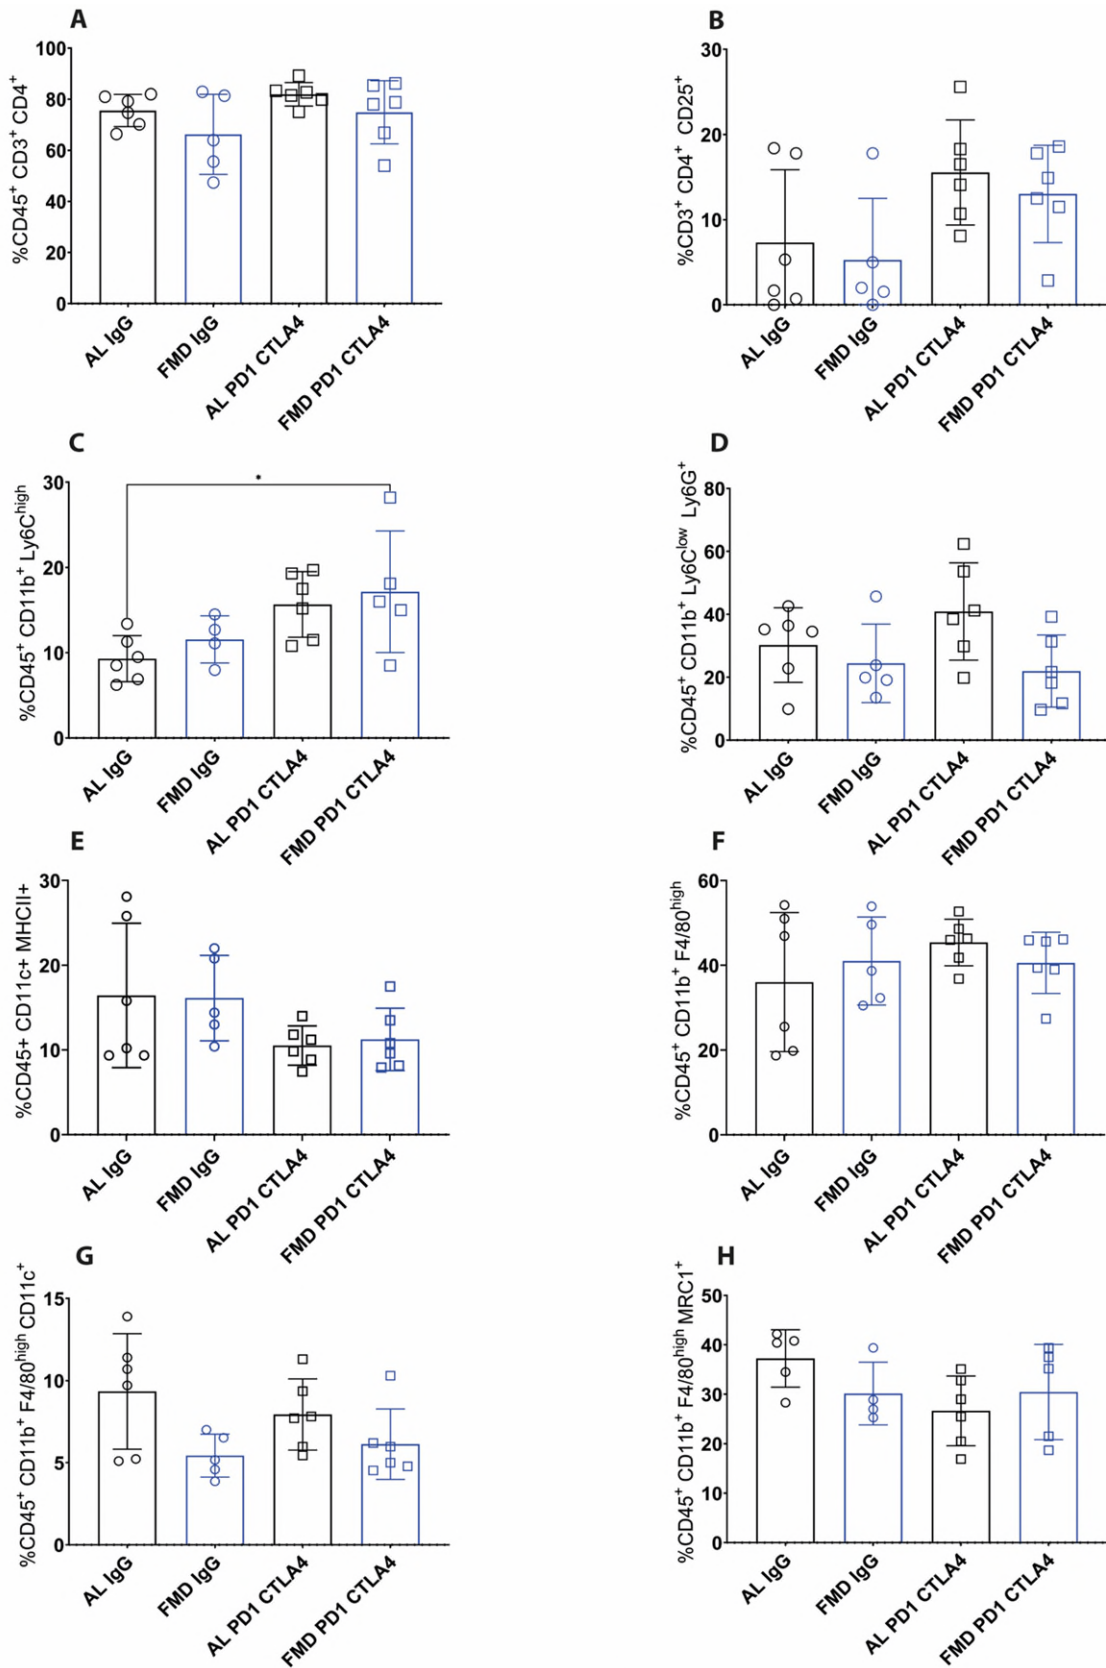 A
%CD45⁺ CD3⁺ CD4⁺
100
80
60
40
20
0
AL IgG
FMD IgG
AL PD1 CTLA4
FMD PD1 CTLA4
B
%CD3⁺ CD4⁺ CD25⁺
30
20
10
0
AL IgG
FMD IgG
AL PD1 CTLA4
FMD PD1 CTLA4
C
%CD45⁺ CD11b⁺ Ly6Cʰⁱᵍʰ
30
20
10
0
*
AL IgG
FMD IgG
AL PD1 CTLA4
FMD PD1 CTLA4
D
%CD45⁺ CD11b⁺ Ly6Cˡᵒʷ Ly6G⁺
80
60
40
20
0
AL IgG
FMD IgG
AL PD1 CTLA4
FMD PD1 CTLA4
E
%CD45+ CD11c+ MHCII+
30
20
10
0
AL IgG
FMD IgG
AL PD1 CTLA4
FMD PD1 CTLA4
F
%CD45⁺ CD11b⁺ F4/80ʰⁱᵍʰ
60
40
20
0
AL IgG
FMD IgG
AL PD1 CTLA4
FMD PD1 CTLA4
G
%CD45⁺ CD11b⁺ F4/80ʰⁱᵍʰ CD11c⁺
15
10
5
0
AL IgG
FMD IgG
AL PD1 CTLA4
FMD PD1 CTLA4
H
%CD45⁺ CD11b⁺ F4/80ʰⁱᵍʰ MRC1⁺
50
40
30
20
10
0
AL IgG
FMD IgG
AL PD1 CTLA4
FMD PD1 CTLA4